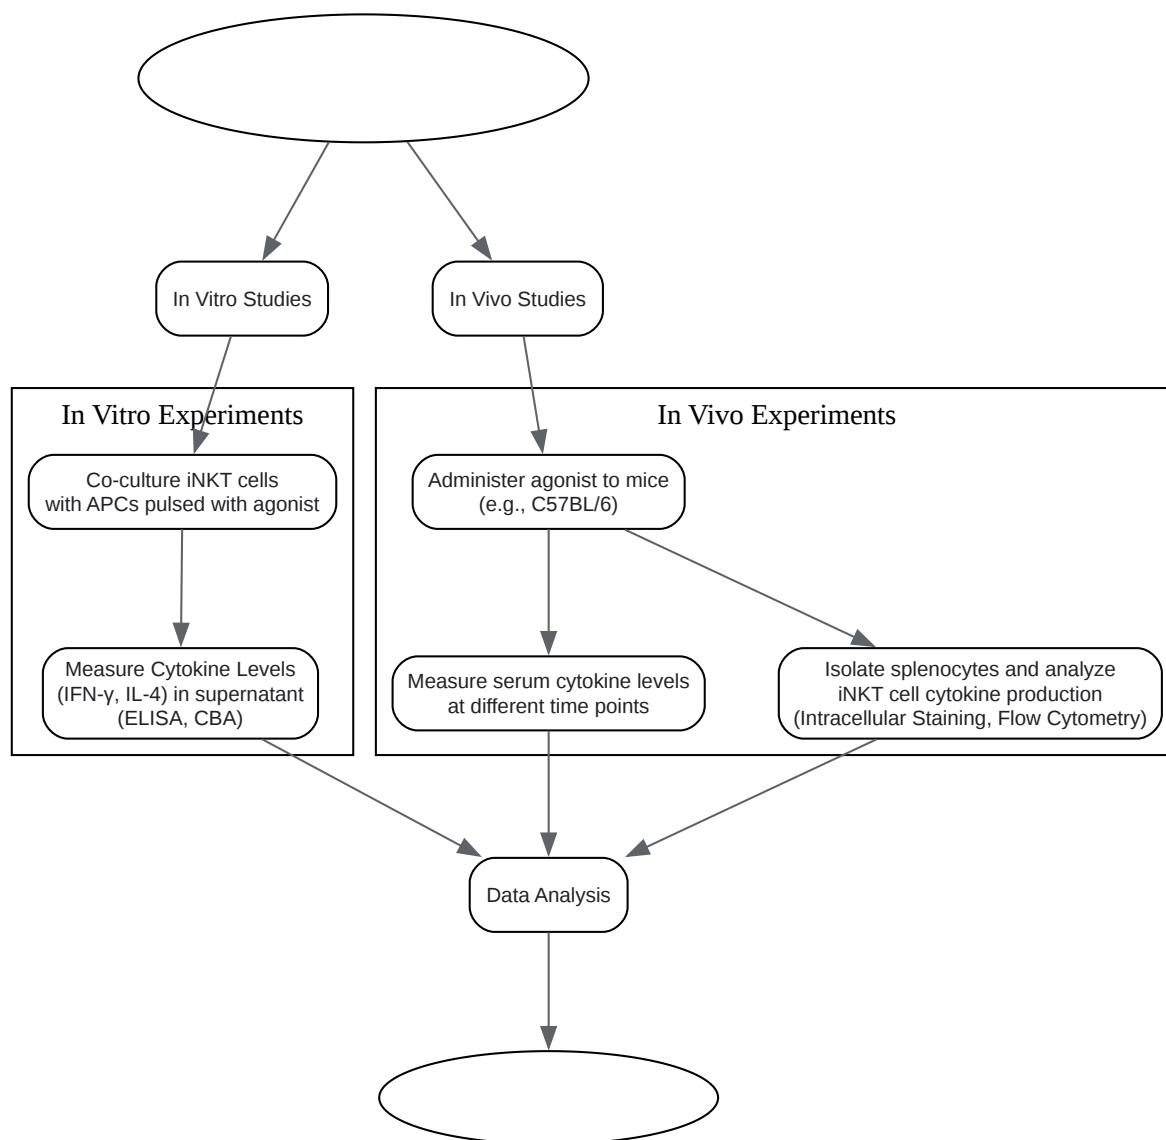 In Vitro Studies
In Vivo Studies
In Vitro Experiments
In Vivo Experiments
Co-culture iNKT cells
with APCs pulsed with agonist
Administer agonist to mice
(e.g., C57BL/6)
Measure Cytokine Levels
(IFN-γ, IL-4) in supernatant
(ELISA, CBA)
Measure serum cytokine levels
at different time points
Isolate splenocytes and analyze
iNKT cell cytokine production
(Intracellular Staining, Flow Cytometry)
Data Analysis